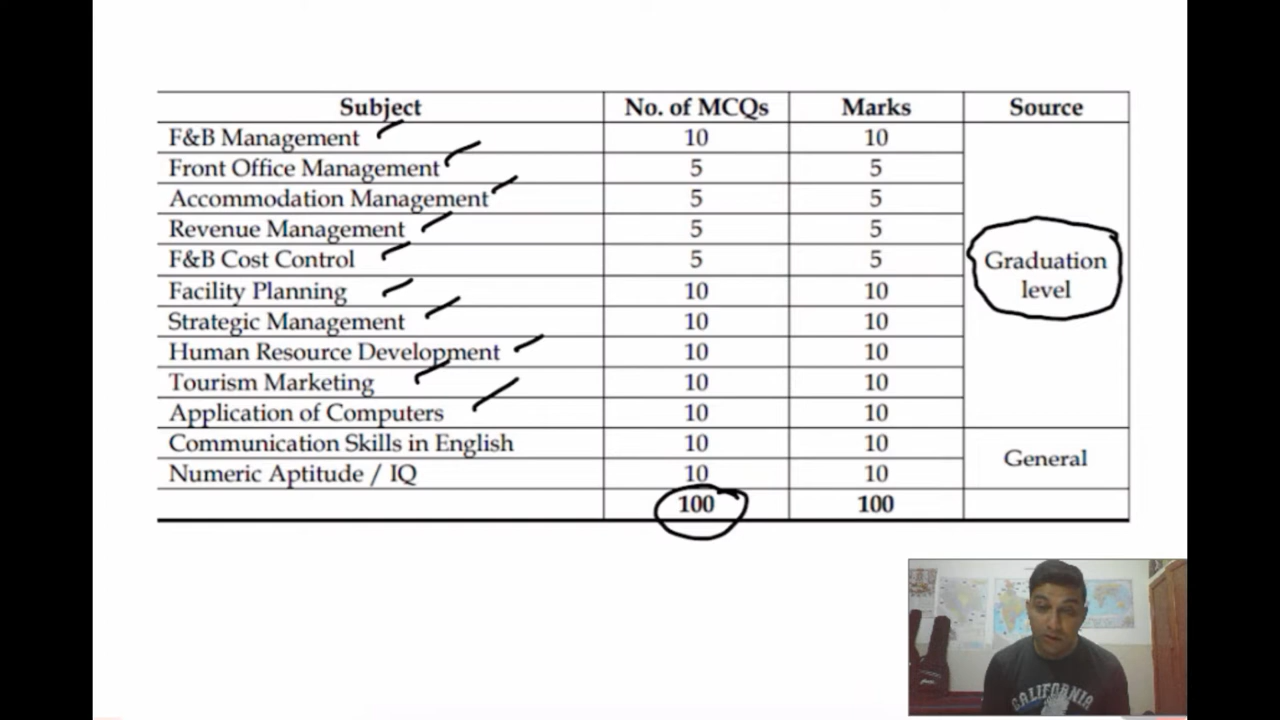 Subject No. of MCQs Marks Source
F&B Management 10 10
Front Office Management 5 5
Accommodation Management 5 5
Revenue Management 5 5
F&B Cost Control 5 5
Facility Planning 10 10
Strategic Management 10 10
Human Resource Development 10 10
Tourism Marketing 10 10
Application of Computers 10 10
Graduation
level
Communication Skills in English 10 10
Numeric Aptitude / IQ 10 10
General
100 100
CALIFORNIA